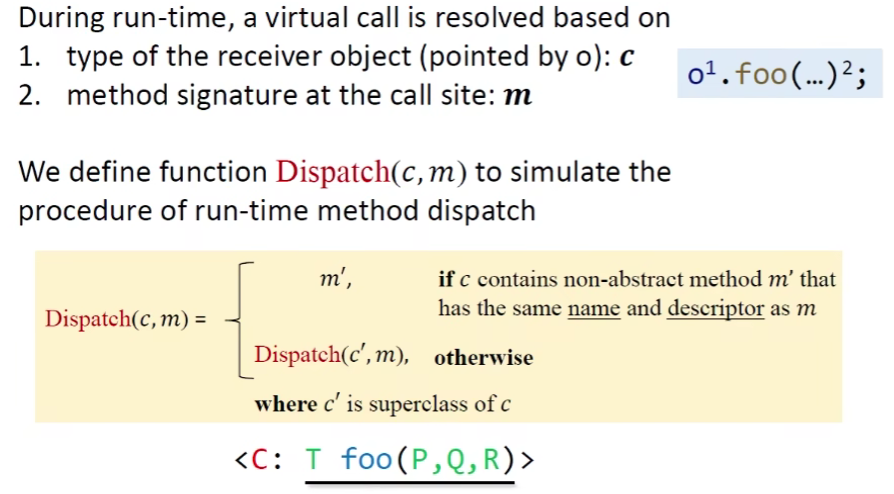 During run-time, a virtual call is resolved based on
1. type of the receiver object (pointed by o): c
2. method signature at the call site: m
o¹.foo(…)²;
We define function Dispatch(c, m) to simulate the
procedure of run-time method dispatch
Dispatch(c, m) =
m′, if c contains non-abstract method m′ that
has the same name and descriptor as m
Dispatch(c′, m), otherwise
where c′ is superclass of c
<C: T foo(P,Q,R)>